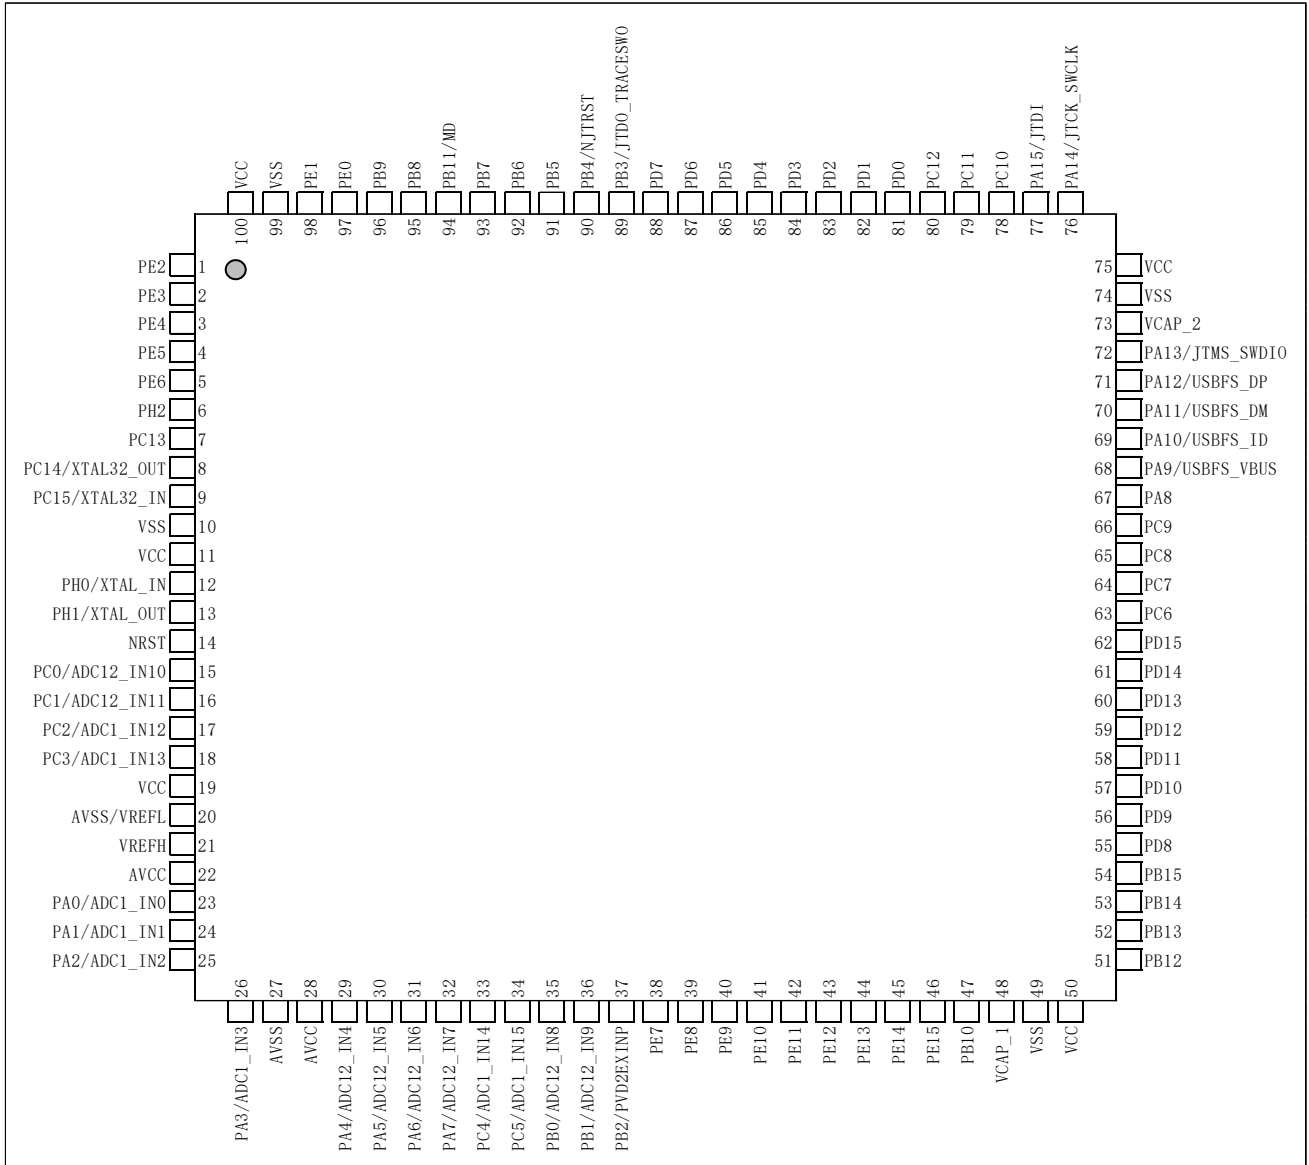 VCC
VSS
PE1
PE0
PB9
PB8
PB11/MD
PB7
PB6
PB5
PB4/NJTRST
PB3/JTDO_TRACESWO
PD7
PD6
PD5
PD4
PD3
PD2
PD1
PD0
PC12
PC11
PC10
PA15/JTDI
PA14/JTCK_SWCLK
100
99
98
97
96
95
94
93
92
91
90
89
88
87
86
85
84
83
82
81
80
79
78
77
76
PE2 1
PE3 2
PE4 3
PE5 4
PE6 5
PH2 6
PC13 7
PC14/XTAL32_OUT 8
PC15/XTAL32_IN 9
VSS 10
VCC 11
PH0/XTAL_IN 12
PH1/XTAL_OUT 13
NRST 14
PC0/ADC12_IN10 15
PC1/ADC12_IN11 16
PC2/ADC1_IN12 17
PC3/ADC1_IN13 18
VCC 19
AVSS/VREFL 20
VREFH 21
AVCC 22
PA0/ADC1_IN0 23
PA1/ADC1_IN1 24
PA2/ADC1_IN2 25
75 VCC
74 VSS
73 VCAP_2
72 PA13/JTMS_SWDIO
71 PA12/USBFS_DP
70 PA11/USBFS_DM
69 PA10/USBFS_ID
68 PA9/USBFS_VBUS
67 PA8
66 PC9
65 PC8
64 PC7
63 PC6
62 PD15
61 PD14
60 PD13
59 PD12
58 PD11
57 PD10
56 PD9
55 PD8
54 PB15
53 PB14
52 PB13
51 PB12
26
27
28
29
30
31
32
33
34
35
36
37
38
39
40
41
42
43
44
45
46
47
48
49
50
PA3/ADC1_IN3
AVSS
AVCC
PA4/ADC12_IN4
PA5/ADC12_IN5
PA6/ADC12_IN6
PA7/ADC12_IN7
PC4/ADC1_IN14
PC5/ADC1_IN15
PB0/ADC12_IN8
PB1/ADC12_IN9
PB2/PVD2EXINP
PE7
PE8
PE9
PE10
PE11
PE12
PE13
PE14
PE15
PB10
VCAP_1
VSS
VCC